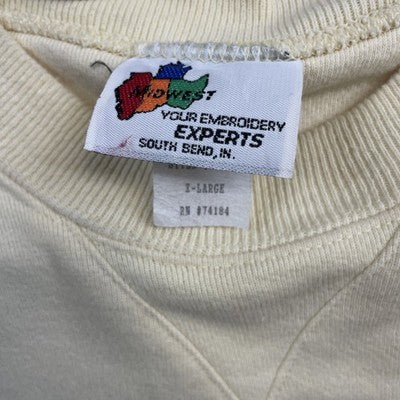 MIDWEST
YOUR EMBROIDERY
EXPERTS
SOUTH BEND, IN.
X-LARGE
RN #74184